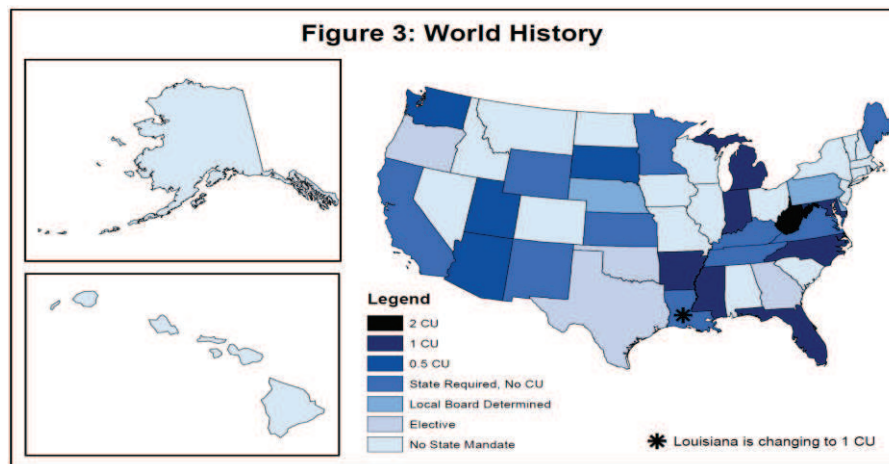 Figure 3: World History
Legend
2 CU
1 CU
0.5 CU
State Required, No CU
Local Board Determined
Elective
No State Mandate
✱ Louisiana is changing to 1 CU